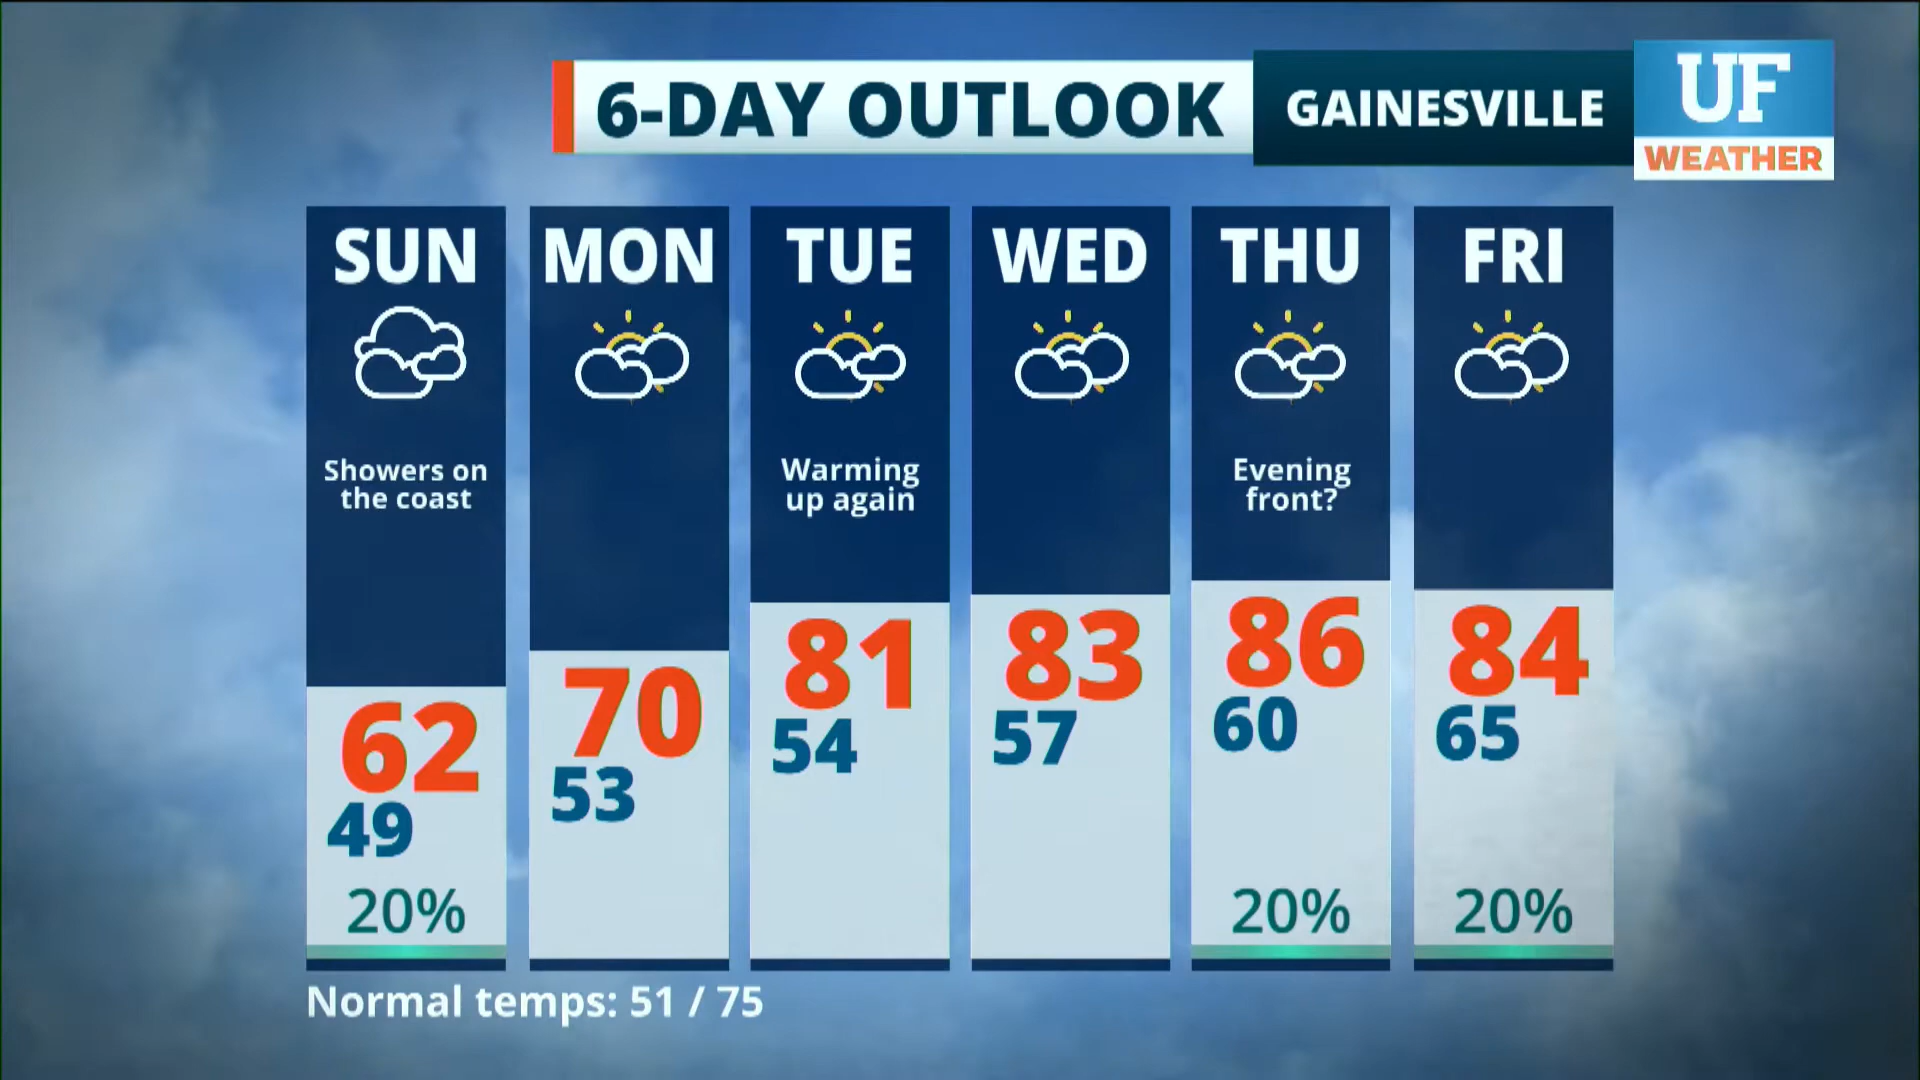 6-DAY OUTLOOK
GAINESVILLE
UF
WEATHER
SUN
Showers on
the coast
62
49
20%
MON
70
53
TUE
Warming
up again
81
54
WED
83
57
THU
Evening
front?
86
60
20%
FRI
84
65
20%
Normal temps: 51 / 75